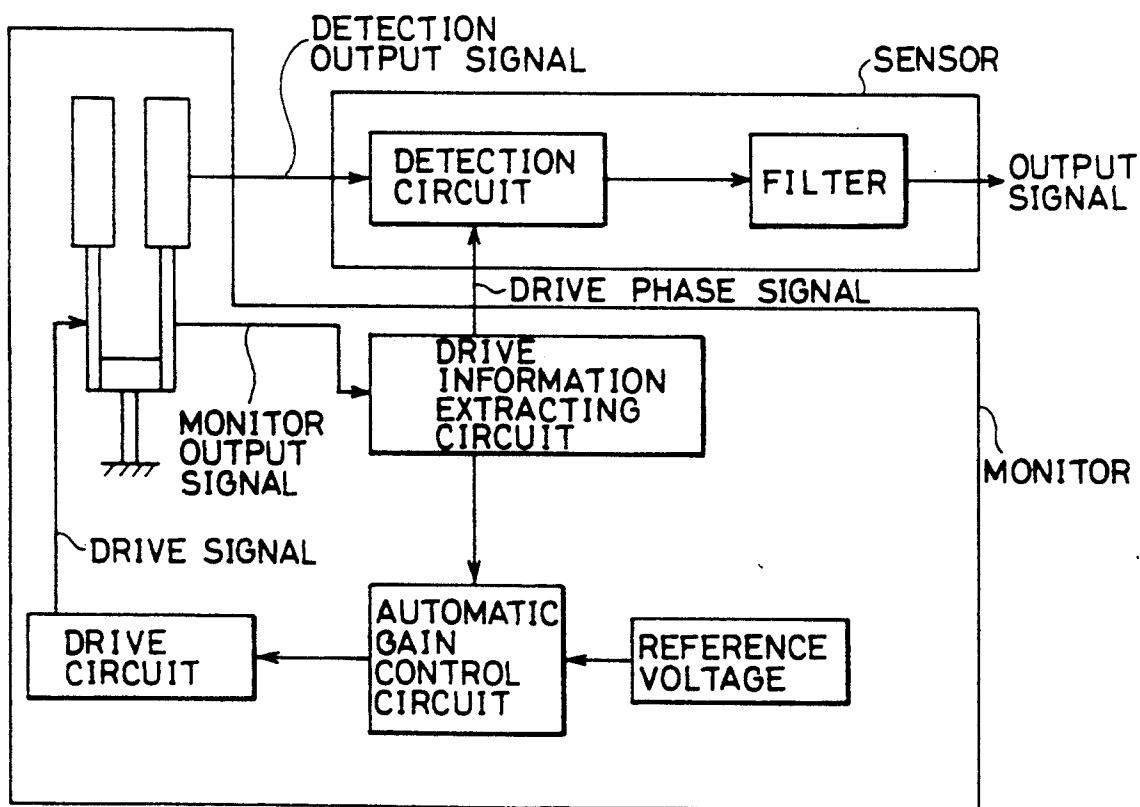 DETECTION
OUTPUT SIGNAL
SENSOR
DETECTION
CIRCUIT
FILTER
OUTPUT
SIGNAL
DRIVE PHASE SIGNAL
DRIVE
INFORMATION
EXTRACTING
CIRCUIT
MONITOR
OUTPUT
SIGNAL
MONITOR
DRIVE SIGNAL
DRIVE
CIRCUIT
AUTOMATIC
GAIN
CONTROL
CIRCUIT
REFERENCE
VOLTAGE